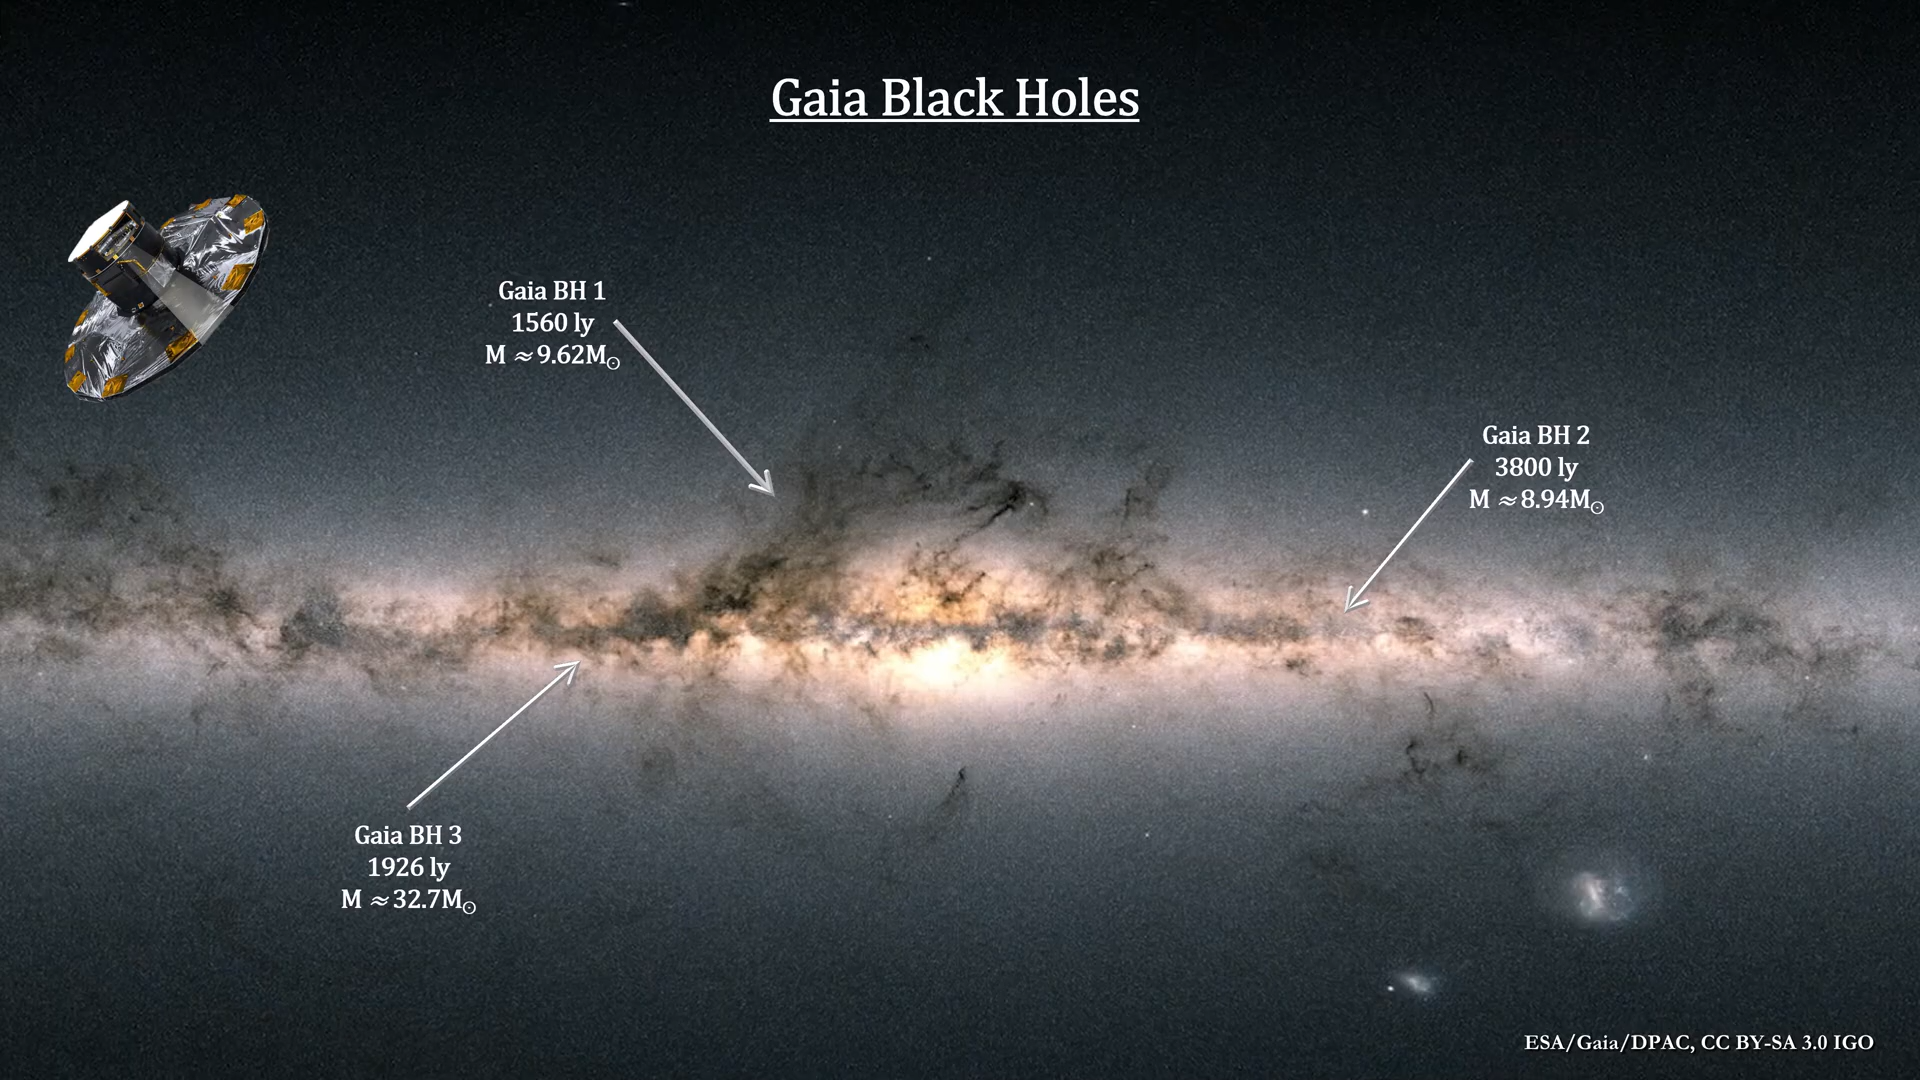 Gaia Black Holes
Gaia BH 1
1560 ly
M ≈9.62M☉
Gaia BH 2
3800 ly
M ≈8.94M☉
Gaia BH 3
1926 ly
M ≈32.7M☉
ESA/Gaia/DPAC, CC BY-SA 3.0 IGO